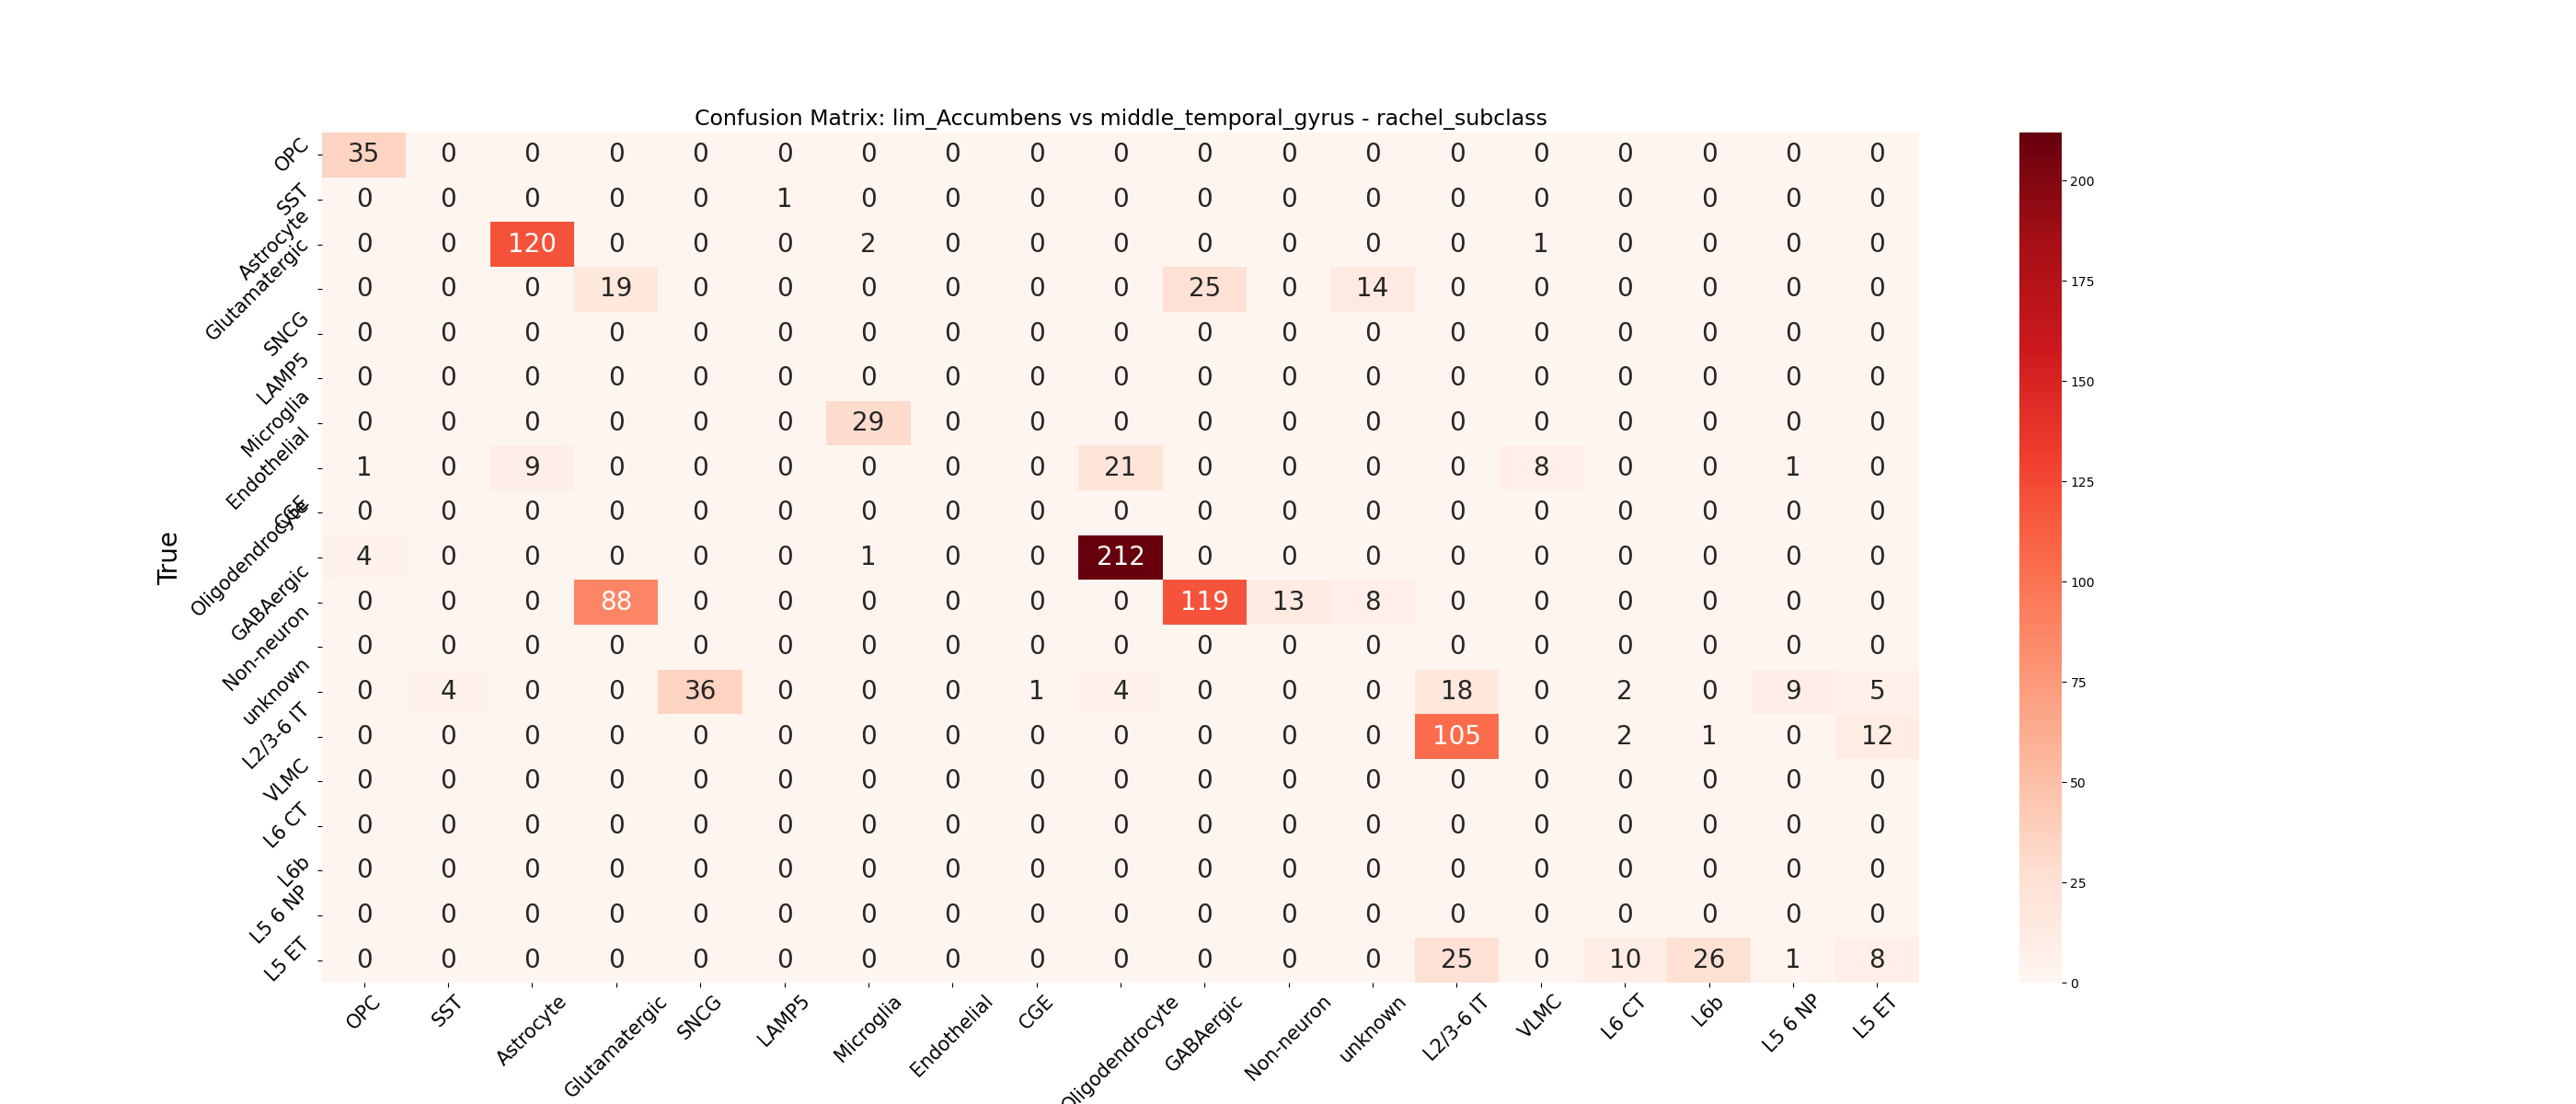 Confusion Matrix: lim_Accumbens vs middle_temporal_gyrus - rachel_subclass
True
OPC 35 0 0 0 0 0 0 0 0 0 0 0 0 0 0 0 0 0 0
SST 0 0 0 0 0 1 0 0 0 0 0 0 0 0 0 0 0 0 0
Astrocyte 0 0 120 0 0 0 2 0 0 0 0 0 0 0 1 0 0 0 0
Glutamatergic 0 0 0 19 0 0 0 0 0 0 25 0 14 0 0 0 0 0 0
SNCG 0 0 0 0 0 0 0 0 0 0 0 0 0 0 0 0 0 0 0
LAMP5 0 0 0 0 0 0 0 0 0 0 0 0 0 0 0 0 0 0 0
Microglia 0 0 0 0 0 0 29 0 0 0 0 0 0 0 0 0 0 0 0
Endothelial 1 0 9 0 0 0 0 0 0 21 0 0 0 0 8 0 0 1 0
CGE 0 0 0 0 0 0 0 0 0 0 0 0 0 0 0 0 0 0 0
Oligodendrocyte 4 0 0 0 0 0 1 0 0 212 0 0 0 0 0 0 0 0 0
GABAergic 0 0 0 88 0 0 0 0 0 0 119 13 8 0 0 0 0 0 0
Non-neuron 0 0 0 0 0 0 0 0 0 0 0 0 0 0 0 0 0 0 0
unknown 0 4 0 0 36 0 0 0 1 4 0 0 0 18 0 2 0 9 5
L2/3-6 IT 0 0 0 0 0 0 0 0 0 0 0 0 0 105 0 2 1 0 12
VLMC 0 0 0 0 0 0 0 0 0 0 0 0 0 0 0 0 0 0 0
L6 CT 0 0 0 0 0 0 0 0 0 0 0 0 0 0 0 0 0 0 0
L6b 0 0 0 0 0 0 0 0 0 0 0 0 0 0 0 0 0 0 0
L5 6 NP 0 0 0 0 0 0 0 0 0 0 0 0 0 0 0 0 0 0 0
L5 ET 0 0 0 0 0 0 0 0 0 0 0 0 0 25 0 10 26 1 8
OPC SST Astrocyte Glutamatergic SNCG LAMP5 Microglia Endothelial CGE Oligodendrocyte GABAergic Non-neuron unknown L2/3-6 IT VLMC L6 CT L6b L5 6 NP L5 ET
200
175
150
125
100
75
50
25
0